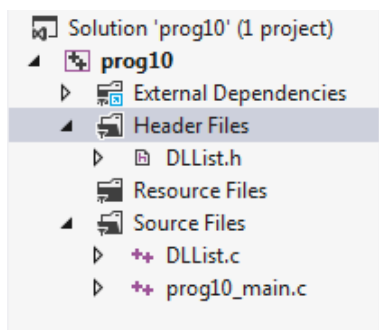 Solution 'prog10' (1 project)
prog10
External Dependencies
Header Files
DLList.h
Resource Files
Source Files
DLList.c
prog10_main.c